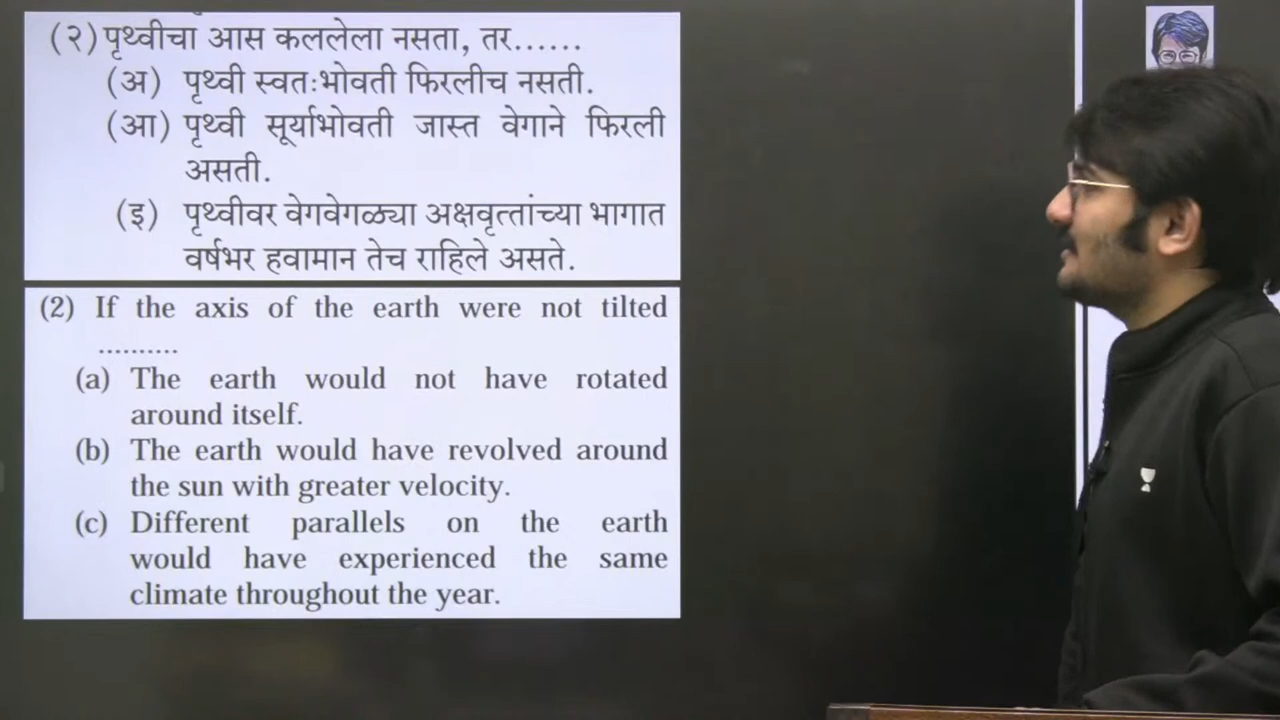 (२) पृथ्वीचा आस कललेला नसता, तर......
(अ) पृथ्वी स्वतःभोवती फिरलीच नसती.
(आ) पृथ्वी सूर्याभोवती जास्त वेगाने फिरली
असती.
(इ) पृथ्वीवर वेगवेगळ्या अक्षवृत्तांच्या भागात
वर्षभर हवामान तेच राहिले असते.
(2) If the axis of the earth were not tilted
..........
(a) The earth would not have rotated
around itself.
(b) The earth would have revolved around
the sun with greater velocity.
(c) Different parallels on the earth
would have experienced the same
climate throughout the year.